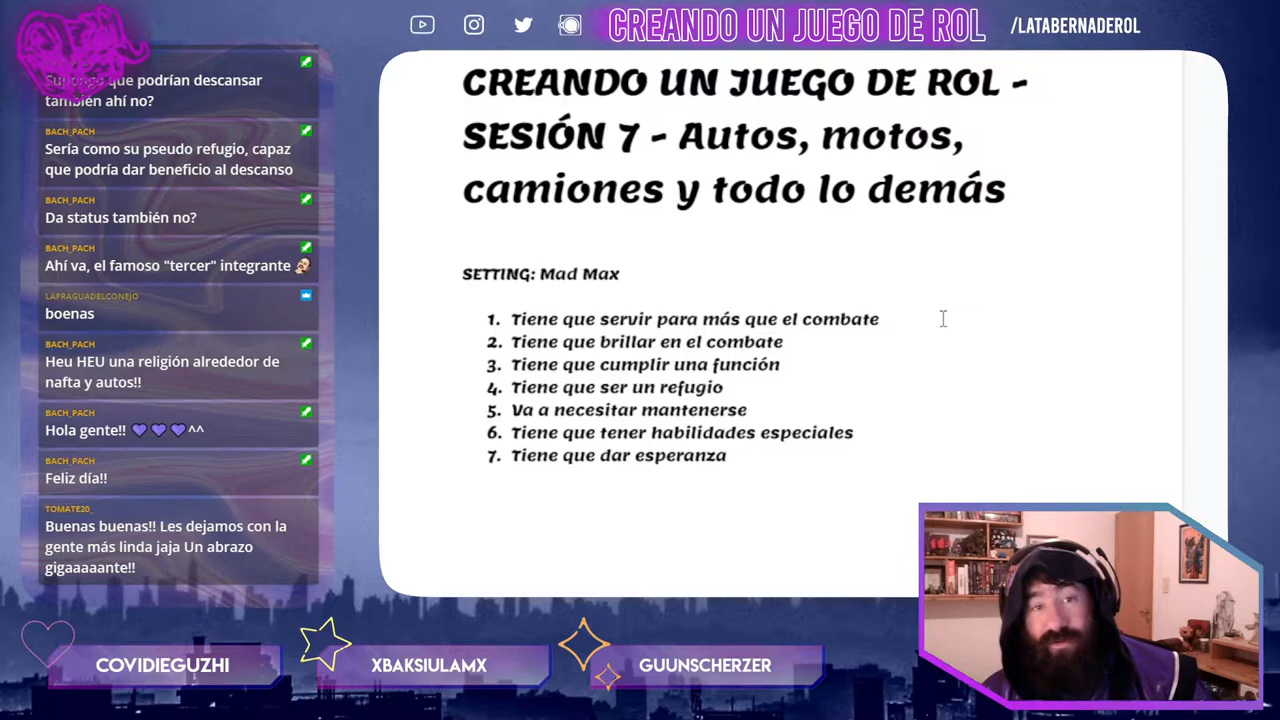 CREANDO UN JUEGO DE ROL
/LATABERNADEROL
Supongo que podrían descansar
también ahí no?
BACH_PACH
Sería como su pseudo refugio, capaz
que podría dar beneficio al descanso
BACH_PACH
Da status también no?
BACH_PACH
Ahí va, el famoso "tercer" integrante
LAFRAGUADELCONEJO
boenas
BACH_PACH
Heu HEU una religión alrededor de
nafta y autos!!
BACH_PACH
Hola gente!! 💜💜💜^^
BACH_PACH
Feliz día!!
TOMATE20_
Buenas buenas!! Les dejamos con la
gente más linda jaja Un abrazo
gigaaaaante!!
CREANDO UN JUEGO DE ROL -
SESIÓN 7 - Autos, motos,
camiones y todo lo demás
SETTING: Mad Max
1. Tiene que servir para más que el combate
2. Tiene que brillar en el combate
3. Tiene que cumplir una función
4. Tiene que ser un refugio
5. Va a necesitar mantenerse
6. Tiene que tener habilidades especiales
7. Tiene que dar esperanza
COVIDIEGUZHI
XBAKSIULAMX
GUUNSCHERZER